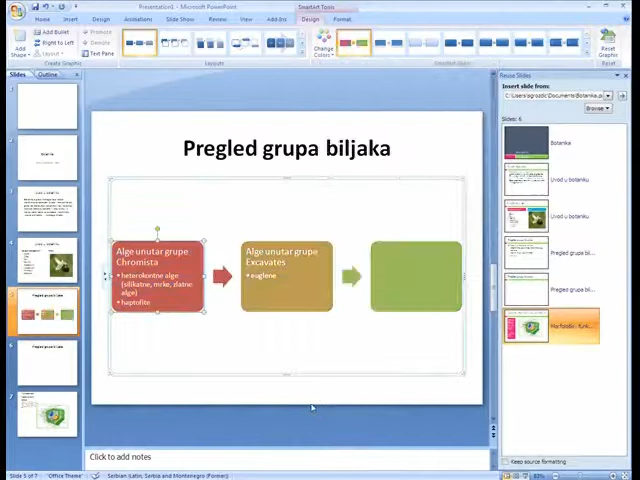 Presentation1 - Microsoft PowerPoint
SmartArt Tools
Home
Insert
Design
Animations
Slide Show
Review
View
Add-Ins
Design
Format
Add Shape
Add Bullet
Right to Left
Layout
Promote
Demote
Text Pane
Create Graphic
Layouts
Change Colors
Reset Graphic
Reset
Slides
Outline
Reuse Slides
Insert slide from:
Browse
Slides: 6
Botanika
Uvod u botaniku
Uvod u botaniku
Pregled grupa bil...
Pregled grupa bil...
Pregled grupa biljaka
Alge unutar grupe
Chromista
• heterokontne alge
(silikatne, mrke, zlatne
alge)
• haptofite
Alge unutar grupe
Excavates
• euglene
Click to add notes
Keep source formatting
Slide 5 of 7
"Office Theme"
Serbian (Latin, Serbia and Montenegro (Former))